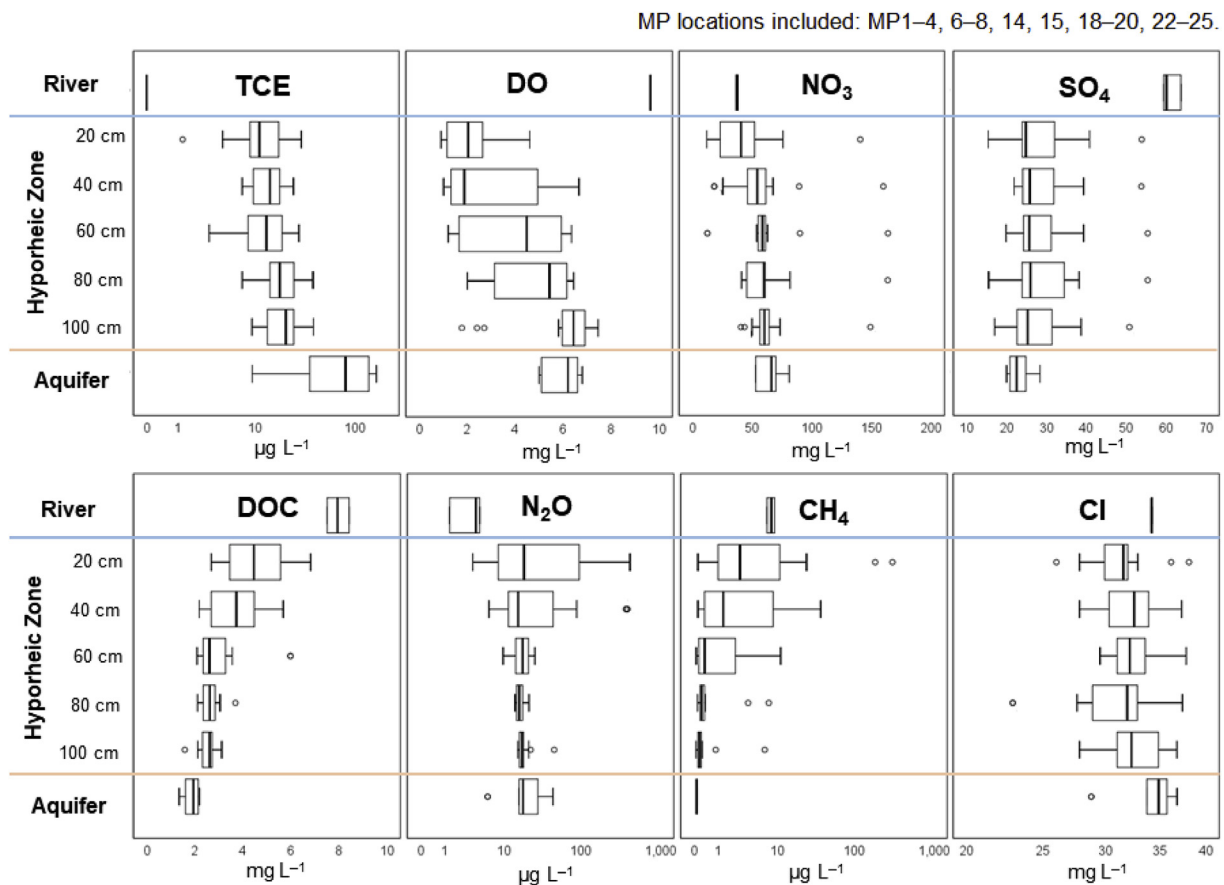 MP locations included: MP1–4, 6–8, 14, 15, 18–20, 22–25.
River TCE DO NO₃ SO₄
Hyporheic Zone
20 cm
40 cm
60 cm
80 cm
100 cm
Aquifer
0 1 10 100 0 2 4 6 8 10 0 50 100 150 200 10 20 30 40 50 60 70
µg L⁻¹ mg L⁻¹ mg L⁻¹ mg L⁻¹
River DOC N₂O CH₄ Cl
Hyporheic Zone
20 cm
40 cm
60 cm
80 cm
100 cm
Aquifer
0 2 4 6 8 10 0 1 10 100 1,000 0 1 10 100 1,000 20 25 30 35 40
mg L⁻¹ µg L⁻¹ µg L⁻¹ mg L⁻¹